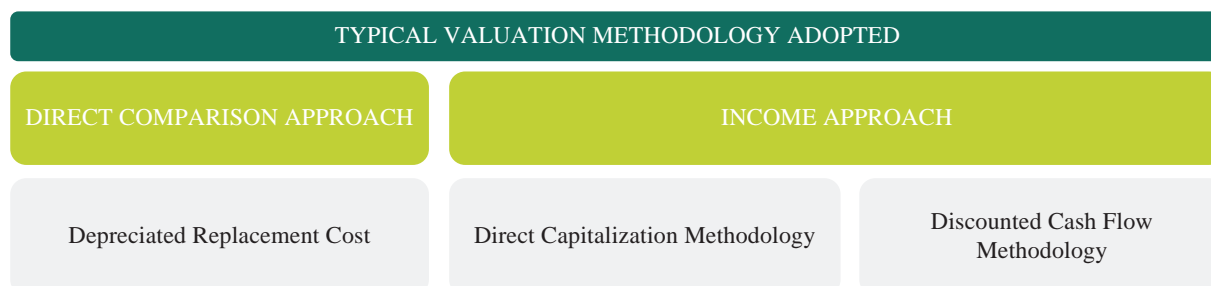 TYPICAL VALUATION METHODOLOGY ADOPTED
DIRECT COMPARISON APPROACH
INCOME APPROACH
Depreciated Replacement Cost
Direct Capitalization Methodology
Discounted Cash Flow
Methodology